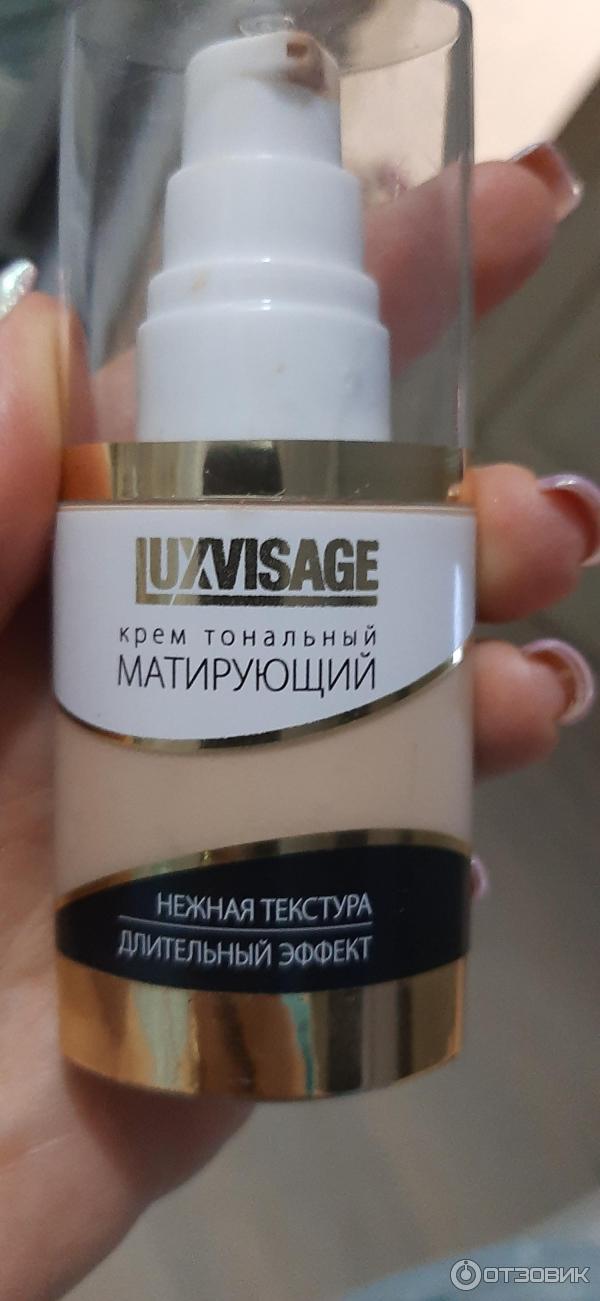 LUXVISAGE
крем тональный
МАТИРУЮЩИЙ
НЕЖНАЯ ТЕКСТУРА
ДЛИТЕЛЬНЫЙ ЭФФЕКТ
ОТЗОВИК